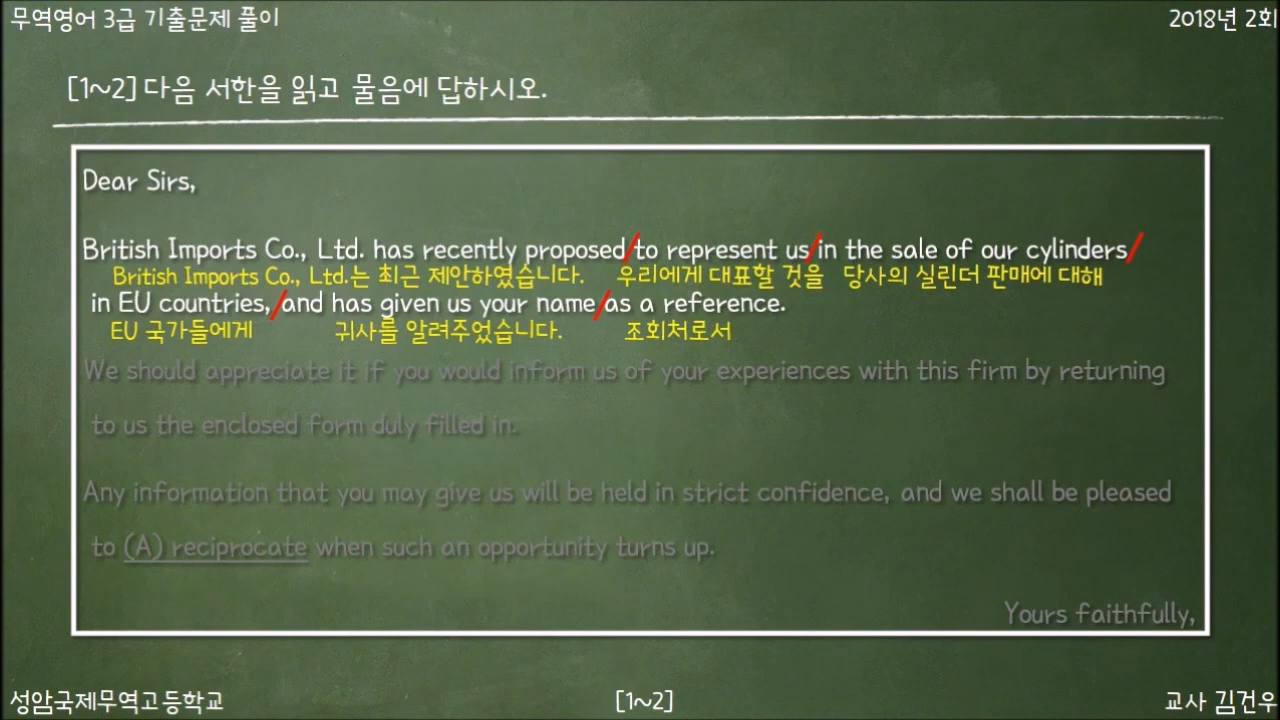 무역영어 3급 기출문제 풀이
2018년 2회
[1~2] 다음 서한을 읽고 물음에 답하시오.
Dear Sirs,
British Imports Co., Ltd. has recently proposed/to represent us/in the sale of our cylinders/
British Imports Co., Ltd.는 최근 제안하였습니다. 우리에게 대표할 것을 당사의 실린더 판매에 대해
in EU countries,/and has given us your name/as a reference.
EU 국가들에게 귀사를 알려주었습니다. 조회처로서
We should appreciate it if you would inform us of your experiences with this firm by returning
to us the enclosed form duly filled in.
Any information that you may give us will be held in strict confidence, and we shall be pleased
to (A) reciprocate when such an opportunity turns up.
Yours faithfully,
성암국제무역고등학교
[1~2]
교사 김건우